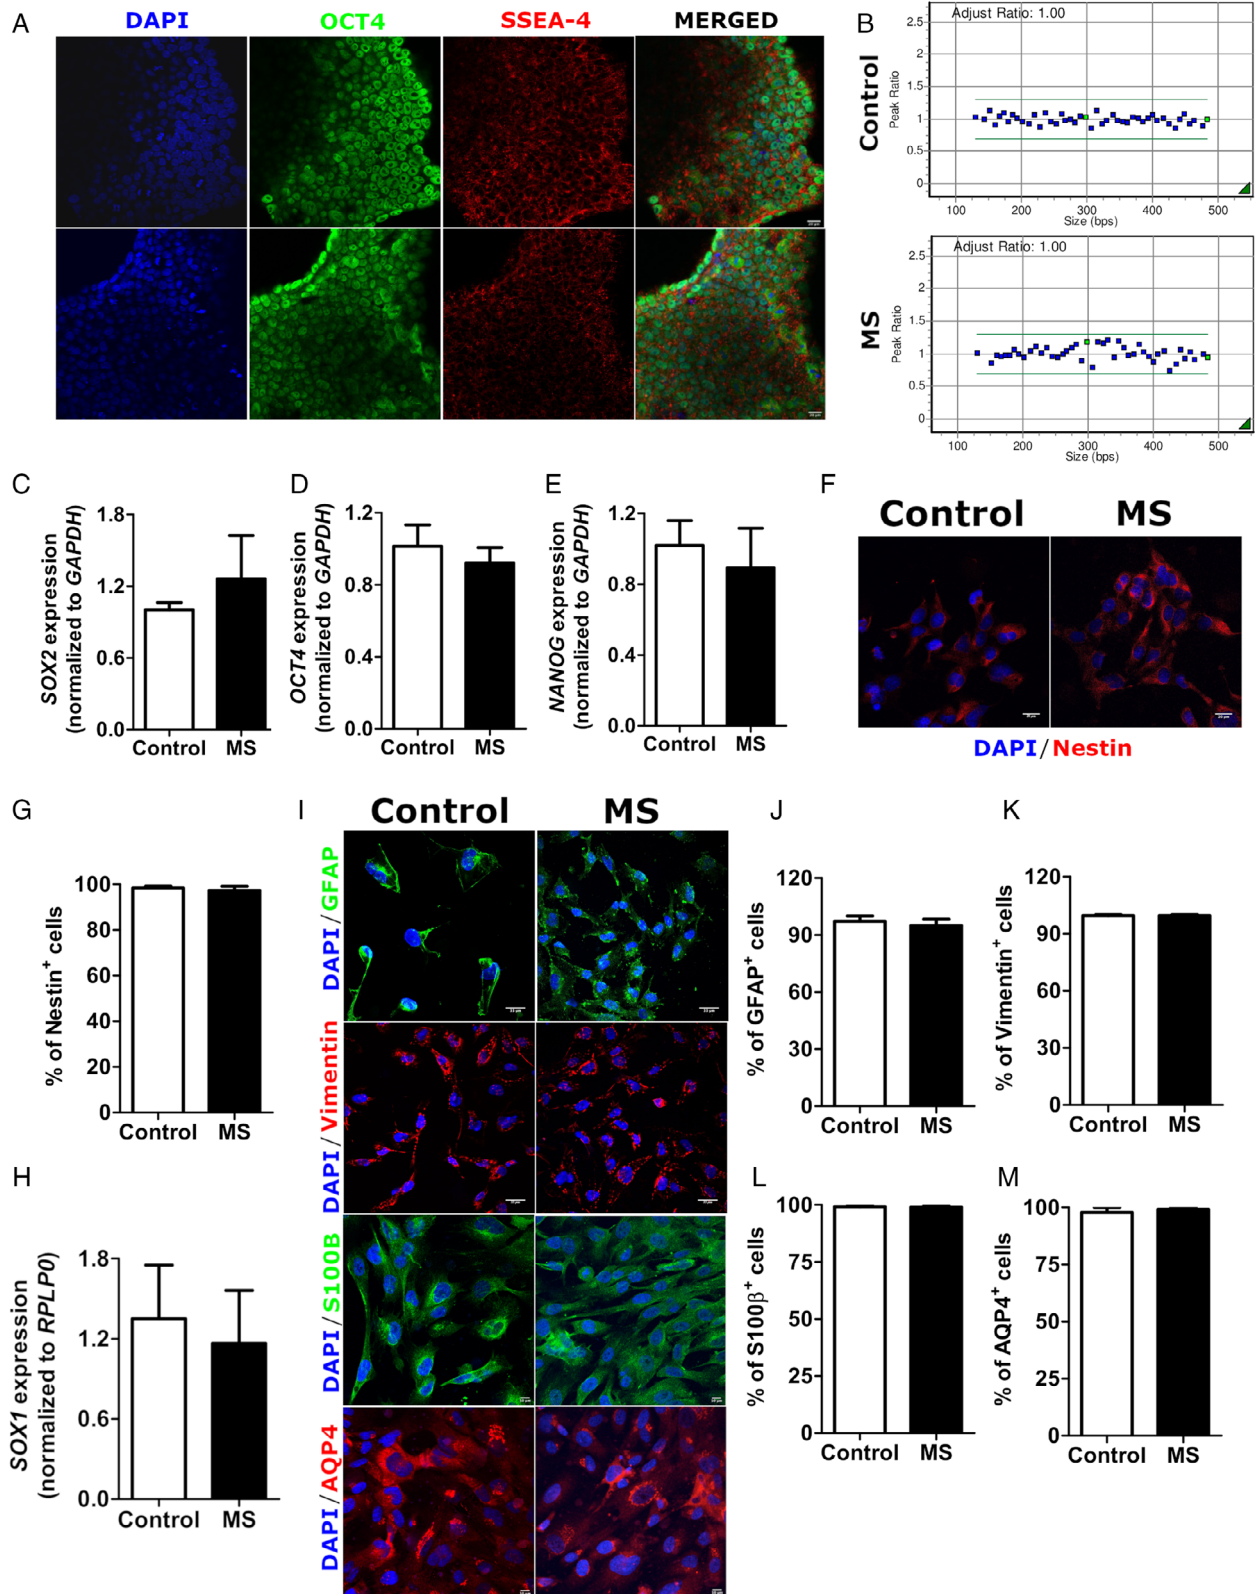 A
DAPI
OCT4
SSEA-4
MERGED
B
Control
Adjust Ratio: 1.00
Peak Ratio
2.5
2
1.5
1
0.5
0
100 200 300 400 500
Size (bps)
MS
Adjust Ratio: 1.00
Peak Ratio
2.5
2
1.5
1
0.5
0
100 200 300 400 500
Size (bps)
C
SOX2 expression
(normalized to GAPDH)
1.8
1.2
0.6
0.0
Control MS
D
OCT4 expression
(normalized to GAPDH)
1.2
0.8
0.4
0.0
Control MS
E
NANOG expression
(normalized to GAPDH)
1.2
0.8
0.4
0.0
Control MS
F
Control
MS
DAPI/Nestin
G
% of Nestin+ cells
100
80
60
40
20
0
Control MS
H
SOX1 expression
(normalized to RPLP0)
1.8
1.2
0.6
0.0
Control MS
I
Control
MS
DAPI/GFAP
DAPI/Vimentin
DAPI/S100B
DAPI/AQP4
J
% of GFAP+ cells
120
90
60
30
0
Control MS
K
% of Vimentin+ cells
120
90
60
30
0
Control MS
L
% of S100β+ cells
100
75
50
25
0
Control MS
M
% of AQP4+ cells
100
75
50
25
0
Control MS